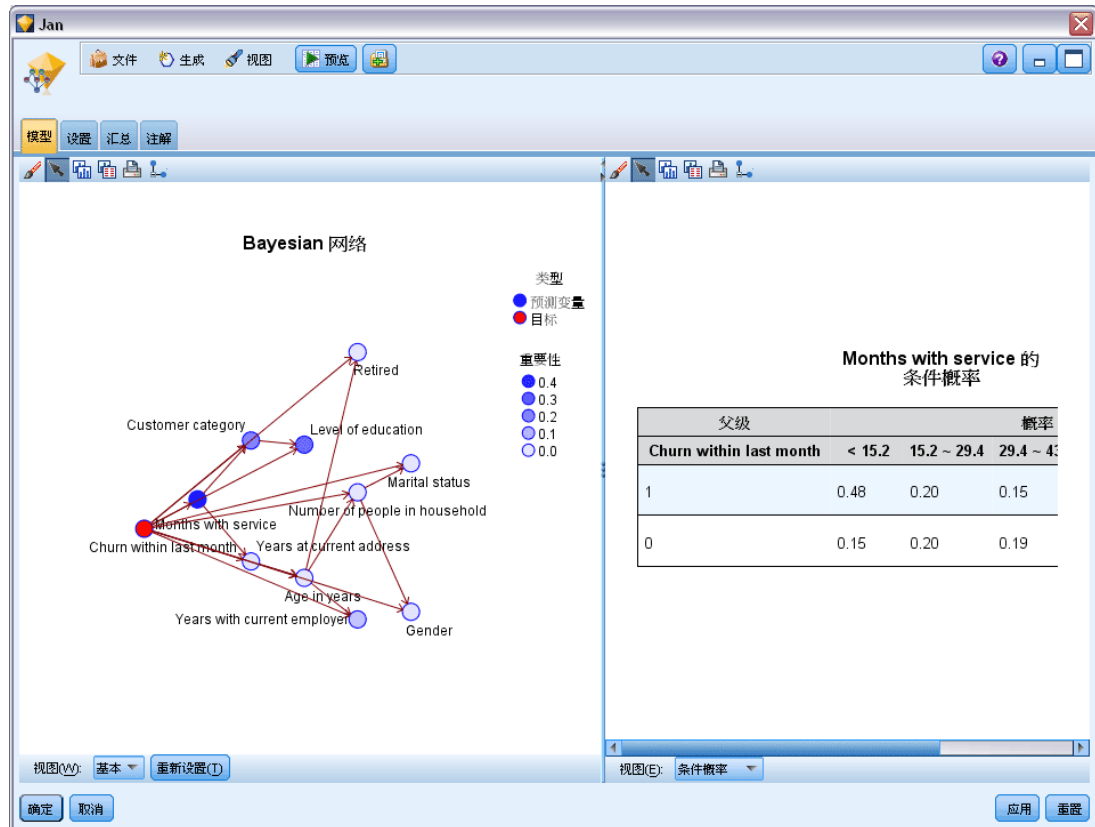 Jan
文件 生成 视图 预览
模型 设置 汇总 注解
Bayesian 网络
类型
预测变量
目标
重要性
0.4
0.3
0.2
0.1
0.0
Retired
Customer category
Level of education
Marital status
Number of people in household
Months with service
Churn within last month
Years at current address
Age in years
Years with current employer
Gender
视图(W): 基本 重新设置(T)
Months with service 的
条件概率
父级 概率
Churn within last month < 15.2 15.2 ~ 29.4 29.4 ~ 43
1 0.48 0.20 0.15
0 0.15 0.20 0.19
视图(E): 条件概率
确定 取消 应用 重置